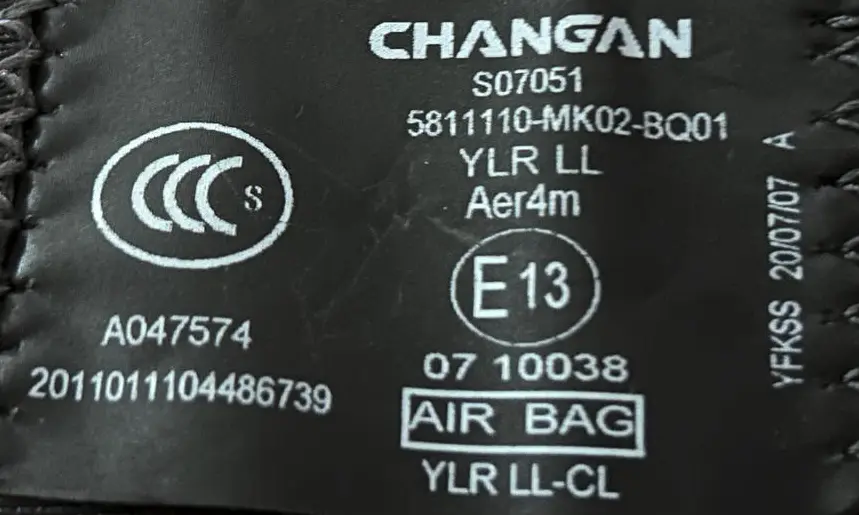 CHANGAN
S07051
5811110-MK02-BQ01
YLR LL
Aer4m
E13
07 10038
AIR BAG
YLR LL-CL
CCC S
A047574
2011011104486739
YFKSS 20/07/07 A